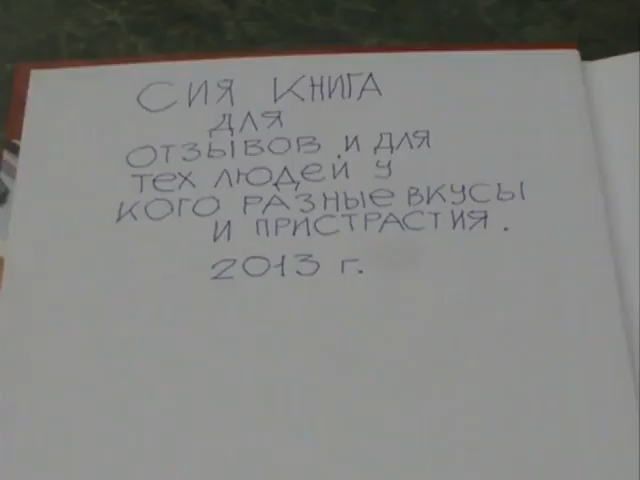 СИЯ КНИГА
ДЛЯ
ОТЗЫВОВ И ДЛЯ
ТЕХ ЛЮДЕЙ У
КОГО РАЗНЫЕ ВКУСЫ
И ПРИСТРАСТИЯ.
2013 г.